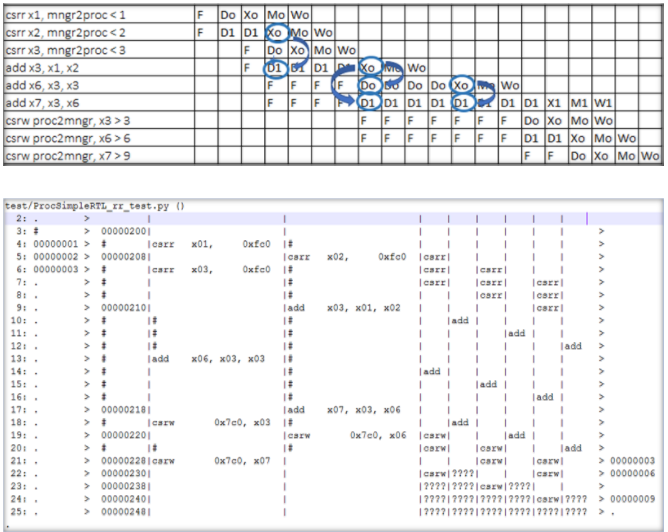 csrr x1, mngr2proc < 1 F Do Xo Mo Wo
csrr x2, mngr2proc < 2 F D1 D1 Xo Mo Wo
csrr x3, mngr2proc < 3 F Do Xo Mo Wo
add x3, x1, x2 F D1 D1 D1 Xo Mo Wo
add x6, x3, x3 F F F F Do Do Do Do Xo Mo Wo
add x7, x3, x6 F F F F D1 D1 D1 D1 D1 D1 D1 D1 X1 M1 W1
csrw proc2mngr, x3 > 3 F F F F F F F Do Xo Mo Wo
csrw proc2mngr, x6 > 6 F F F F F F F D1 D1 Xo Mo Wo
csrw proc2mngr, x7 > 9 F F Do Xo Mo Wo
test/ProcSimpleRTL_rr_test.py ()
2: . > | | | | | | | |
3: # > 00000200| | | | | | | >
4: 00000001 > # |csrr x01, 0xfc0 |# | | | | | | >
5: 00000002 > 00000208| |csrr x02, 0xfc0 |csrr| | | | | >
6: 00000003 > # |csrr x03, 0xfc0 |# |csrr| |csrr| | | >
7: . > # | |# |csrr| |csrr| |csrr| >
8: . > # | |# | | |csrr| |csrr| >
9: . > 00000210| |add x03, x01, x02 | | | | |csrr| >
10: . > # |# |# | |add | | | | >
11: . > # |# |# | | | |add | | >
12: . > # |# |# | | | | | |add >
13: . > # |add x06, x03, x03 |# | | | | | | >
14: . > # | |# |add | | | | | >
15: . > # | |# | | |add | | | >
16: . > # | |# | | | | |add | >
17: . > 00000218| |add x07, x03, x06 | | | | | | >
18: . > # |csrw 0x7c0, x03 |# | |add | | | | >
19: . > 00000220| |csrw 0x7c0, x06 |csrw| | |add | | >
20: . > # |# |# |csrw| |csrw| | |add >
21: . > 00000228|csrw 0x7c0, x07 | | | |csrw| |csrw| > 00000003
22: . > 00000230| | |csrw|????| | |csrw| > 00000006
23: . > 00000238| | |????|????|csrw|????| | >
24: . > 00000240| | |????|????|????|????|csrw|???? > 00000009
25: . > 00000248| | |????|????|????|????|????|???? > .
.